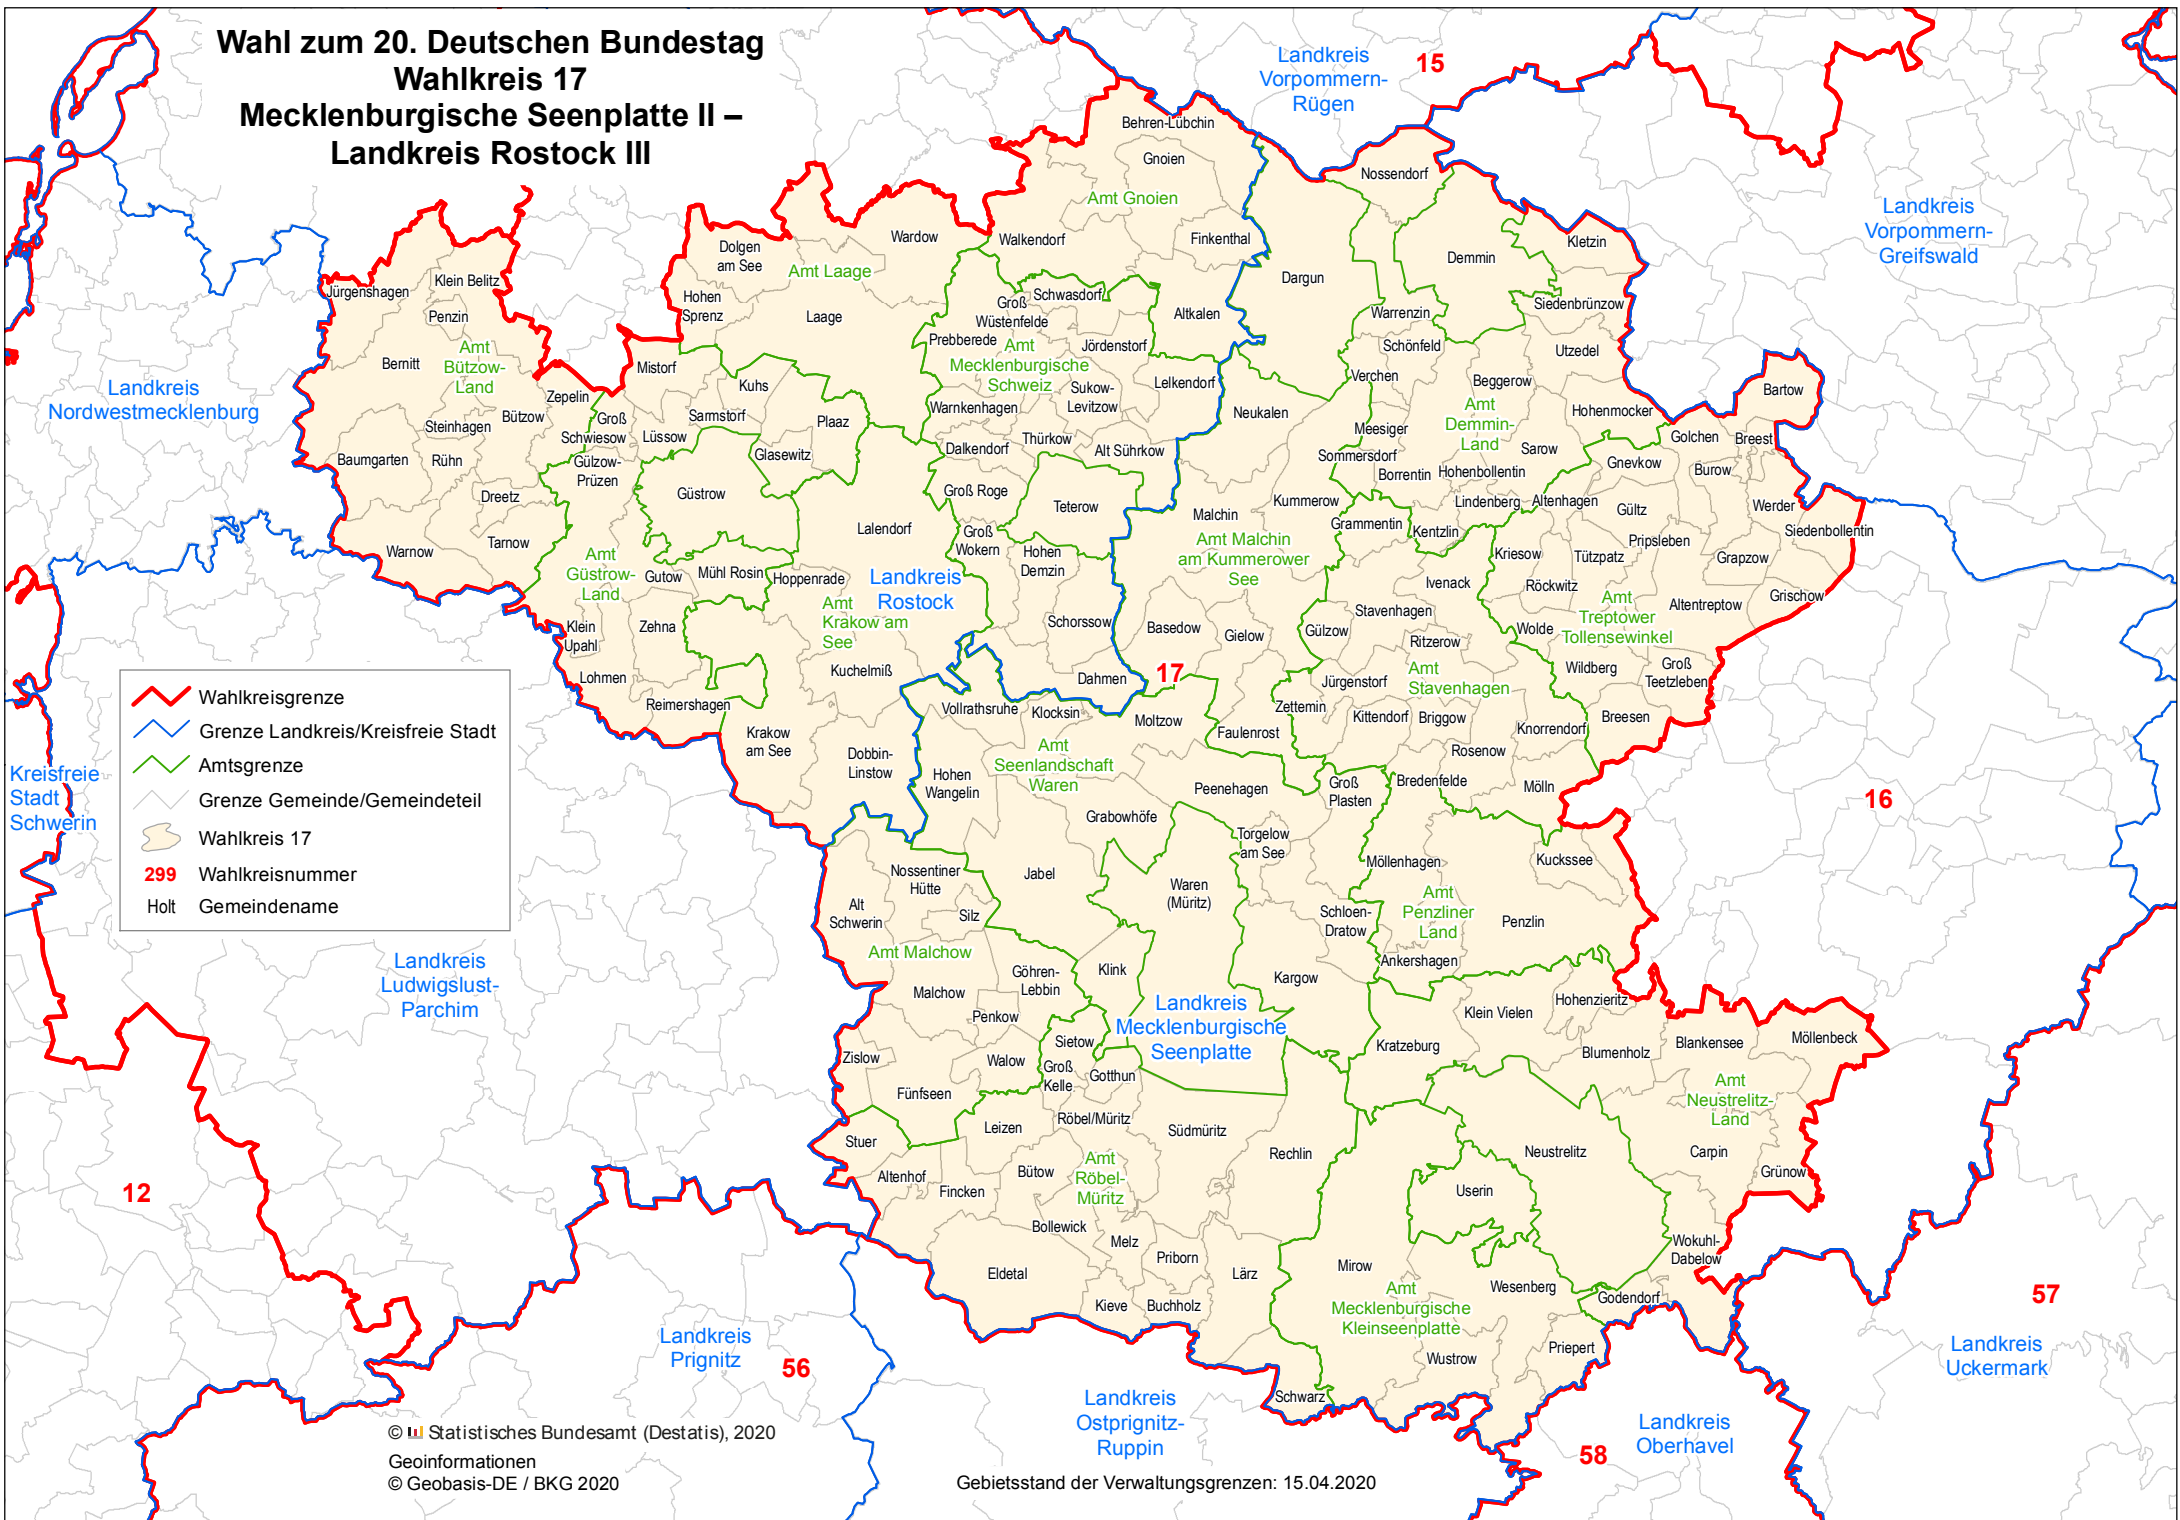 Wahl zum 20. Deutschen Bundestag
Wahlkreis 17
Mecklenburgische Seenplatte II –
Landkreis Rostock III
Landkreis
Vorpommern-
Rügen
15
Landkreis
Vorpommern-
Greifswald
Landkreis
Nordwestmecklenburg
Behren-Lübchin
Gnoien
Amt Gnoien
Walkendorf
Finkenthal
Altkalen
Nossendorf
Kletzin
Demmin
Dargun
Siedenbrünzow
Warrenzin
Schönfeld
Utzedel
Verchen
Beggerow
Amt
Demmin-
Land
Hohenmocker
Meesiger
Sarow
Sommersdorf
Borrentin
Hohenbollentin
Lindenberg
Kentzlin
Bartow
Golchen
Breest
Gnevkow
Burow
Altenhagen
Gültz
Werder
Siedenbollentin
Pripsleben
Kriesow
Tützpatz
Grapzow
Röckwitz
Grischow
Altentreptow
Amt
Treptower
Tollensewinkel
Wolde
Wildberg
Groß
Teetzleben
Breesen
Dolgen
am See
Wardow
Amt Laage
Hohen
Sprenz
Laage
Jürgenshagen
Klein Belitz
Penzin
Bernitt
Amt
Bützow-
Land
Zepelin
Steinhagen
Bützow
Baumgarten
Rühn
Dreetz
Warnow
Tarnow
Mistorf
Kuhs
Sarmstorf
Groß
Schwiesow
Lüssow
Plaaz
Glasewitz
Gülzow-
Prüzen
Güstrow
Amt
Güstrow-
Land
Gutow
Mühl Rosin
Klein
Upahl
Zehna
Lohmen
Reimershagen
Lalendorf
Hoppenrade
Landkreis
Rostock
Amt
Krakow am
See
Kuchelmiß
Krakow
am See
Dobbin-
Linstow
Schwasdorf
Groß
Wüstenfelde
Prebberede
Jördenstorf
Amt
Mecklenburgische
Schweiz
Sukow-
Levitzow
Lelkendorf
Warnkenhagen
Dalkendorf
Thürkow
Alt Sührkow
Groß Roge
Teterow
Groß
Wokern
Hohen
Demzin
Schorssow
Dahmen
17
Neukalen
Kummerow
Malchin
Amt Malchin
am Kummerower
See
Basedow
Gielow
Faulenrost
Grammentin
Ivenack
Stavenhagen
Gülzow
Ritzerow
Amt
Stavenhagen
Jürgenstorf
Zettemin
Kittendorf
Briggow
Knorrendorf
Rosenow
Bredenfelde
Mölln
Vollrathsruhe
Klocksin
Moltzow
Amt
Seenlandschaft
Waren
Hohen
Wangelin
Peenehagen
Groß
Plasten
Grabowhöfe
Torgelow
am See
Jabel
Waren
(Müritz)
Schloen-
Dratow
Klink
Kargow
Möllenhagen
Kuckssee
Amt
Penzliner
Land
Penzlin
Ankershagen
16
Nossentiner
Hütte
Alt
Schwerin
Silz
Amt Malchow
Göhren-
Lebbin
Malchow
Penkow
Zislow
Walow
Fünfseen
Landkreis
Mecklenburgische
Seenplatte
Sietow
Groß
Kelle
Gotthun
Röbel/Müritz
Leizen
Stuer
Südmüritz
Rechlin
Altenhof
Fincken
Bütow
Amt
Röbel-
Müritz
Bollewick
Melz
Priborn
Eldetal
Lärz
Kieve
Buchholz
Schwarz
Hohenzieritz
Klein Vielen
Kratzeburg
Blumenholz
Blankensee
Möllenbeck
Amt
Neustrelitz-
Land
Carpin
Grünow
Neustrelitz
Userin
Wokuhl-
Dabelow
Godendorf
Mirow
Wesenberg
Amt
Mecklenburgische
Kleinseenplatte
Priepert
Wustrow
Wahlkreisgrenze
Grenze Landkreis/Kreisfreie Stadt
Amtsgrenze
Grenze Gemeinde/Gemeindeteil
Wahlkreis 17
299 Wahlkreisnummer
Holt Gemeindename
Kreisfreie
Stadt
Schwerin
Landkreis
Ludwigslust-
Parchim
12
Landkreis
Prignitz
56
Landkreis
Ostprignitz-
Ruppin
58
Landkreis
Oberhavel
57
Landkreis
Uckermark
© Statistisches Bundesamt (Destatis), 2020
Geoinformationen
© Geobasis-DE / BKG 2020
Gebietsstand der Verwaltungsgrenzen: 15.04.2020